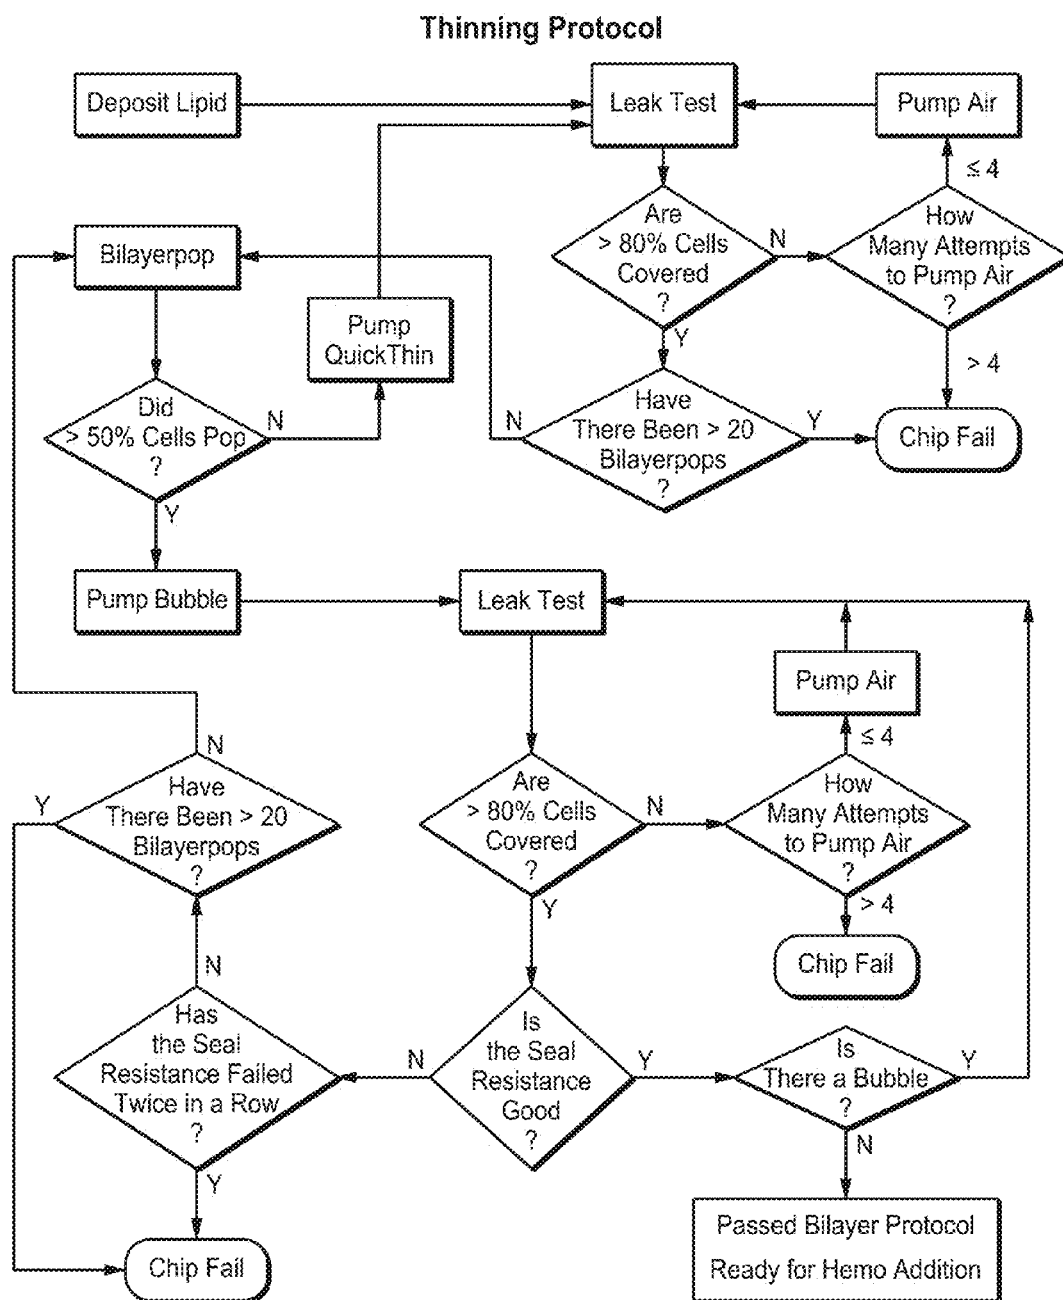 Thinning Protocol
Deposit Lipid
Leak Test
Pump Air
≤ 4
Are
> 80% Cells
Covered
?
N
Y
How
Many Attempts
to Pump Air
?
> 4
Bilayerpop
Pump
QuickThin
Did
> 50% Cells Pop
?
N
Y
N
Have
There Been > 20
Bilayerpops
?
Y
Chip Fail
Pump Bubble
Leak Test
Pump Air
≤ 4
N
Y
Have
There Been > 20
Bilayerpops
?
Are
> 80% Cells
Covered
?
N
Y
How
Many Attempts
to Pump Air
?
> 4
Chip Fail
N
Has
the Seal
Resistance Failed
Twice in a Row
?
Y
N
Is
the Seal
Resistance
Good
?
Y
Is
There a Bubble
?
Y
N
Chip Fail
Passed Bilayer Protocol
Ready for Hemo Addition